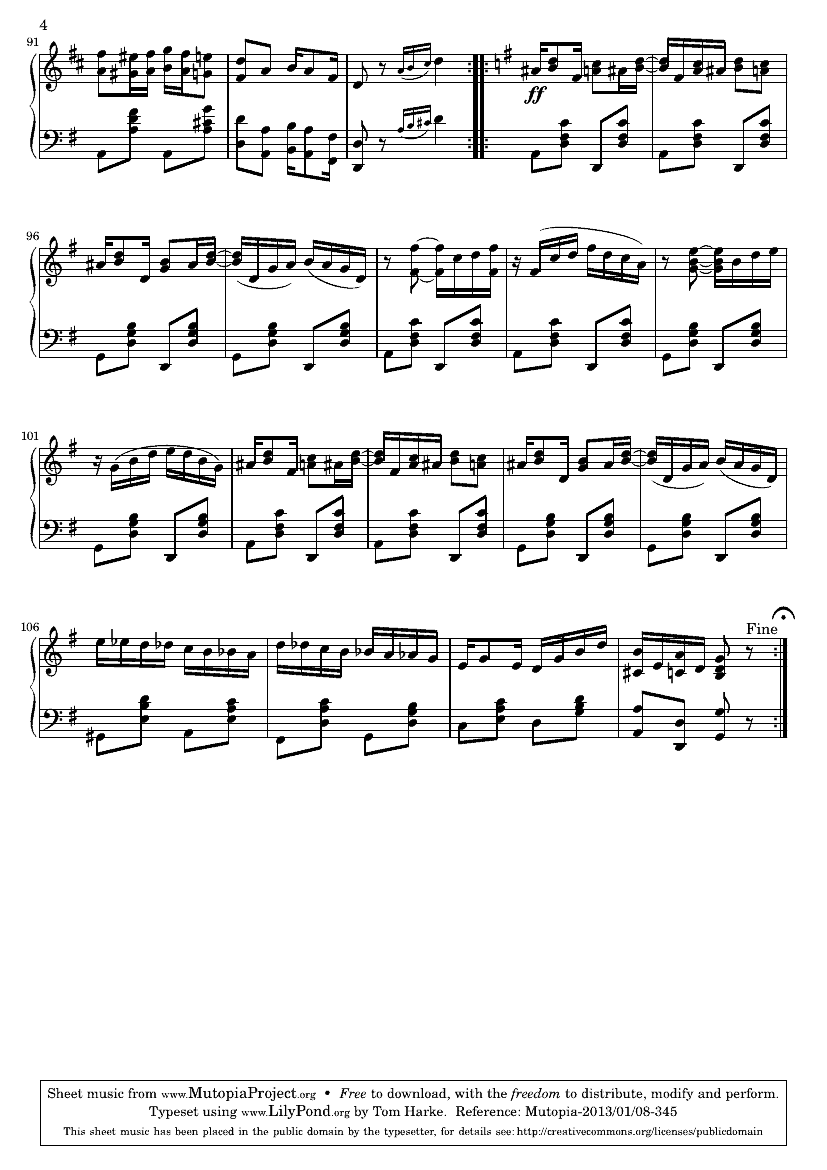 4
91
ff
96
101
106
Fine
Sheet music from www.MutopiaProject.org • Free to download, with the freedom to distribute, modify and perform.
Typeset using www.LilyPond.org by Tom Harke. Reference: Mutopia-2013/01/08-345
This sheet music has been placed in the public domain by the typesetter, for details see: http://creativecommons.org/licenses/publicdomain